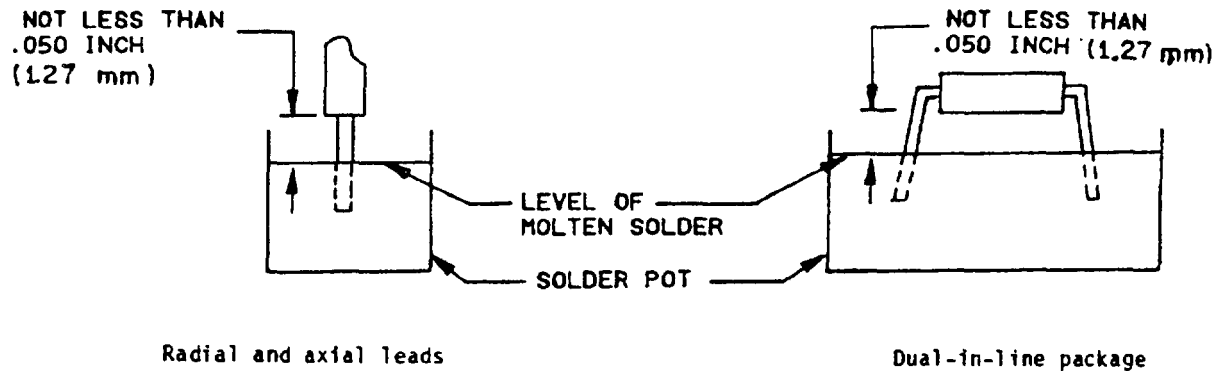 NOT LESS THAN
.050 INCH
(1.27 mm)
NOT LESS THAN
.050 INCH (1.27 mm)
LEVEL OF
MOLTEN SOLDER
SOLDER POT
Radial and axial leads
Dual-in-line package